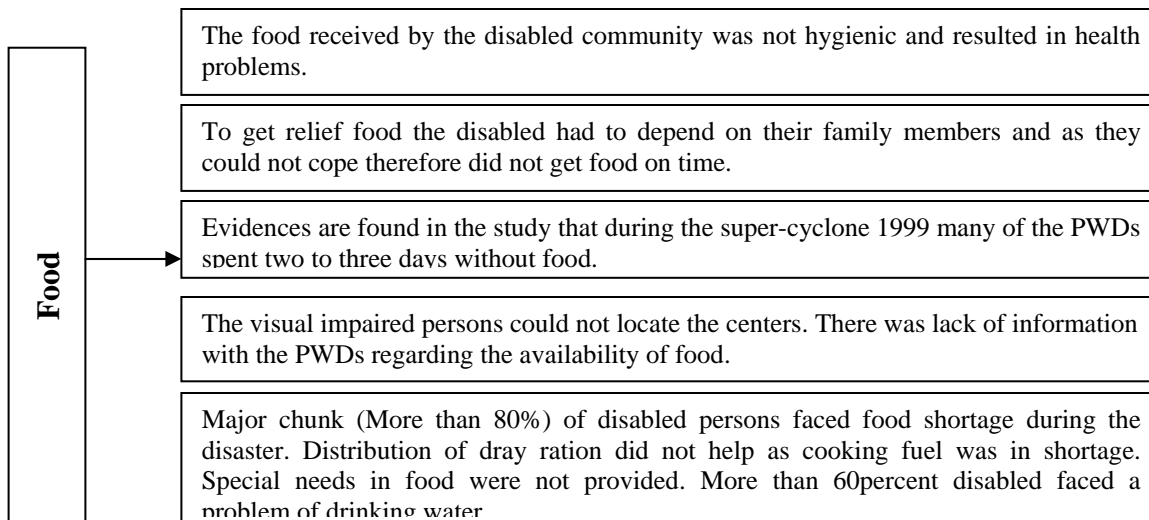 The food received by the disabled community was not hygienic and resulted in health
problems.
To get relief food the disabled had to depend on their family members and as they
could not cope therefore did not get food on time.
Food
Evidences are found in the study that during the super-cyclone 1999 many of the PWDs
spent two to three days without food.
The visual impaired persons could not locate the centers. There was lack of information
with the PWDs regarding the availability of food.
Major chunk (More than 80%) of disabled persons faced food shortage during the
disaster. Distribution of dray ration did not help as cooking fuel was in shortage.
Special needs in food were not provided. More than 60percent disabled faced a
problem of drinking water